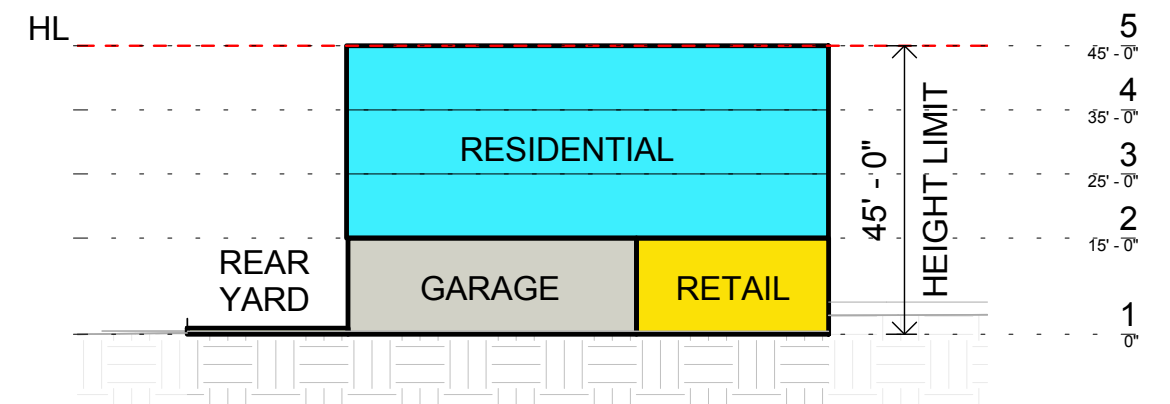 HL
5
45' - 0"
4
35' - 0"
RESIDENTIAL
3
25' - 0"
45' - 0"
HEIGHT LIMIT
2
15' - 0"
REAR
YARD
GARAGE
RETAIL
1
0"